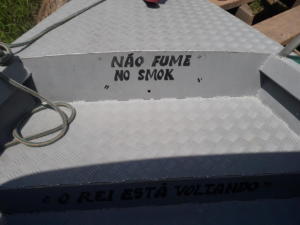 "NÃO FUME"
"NO SMOK"
"O REI ESTÁ VOLTANDO"